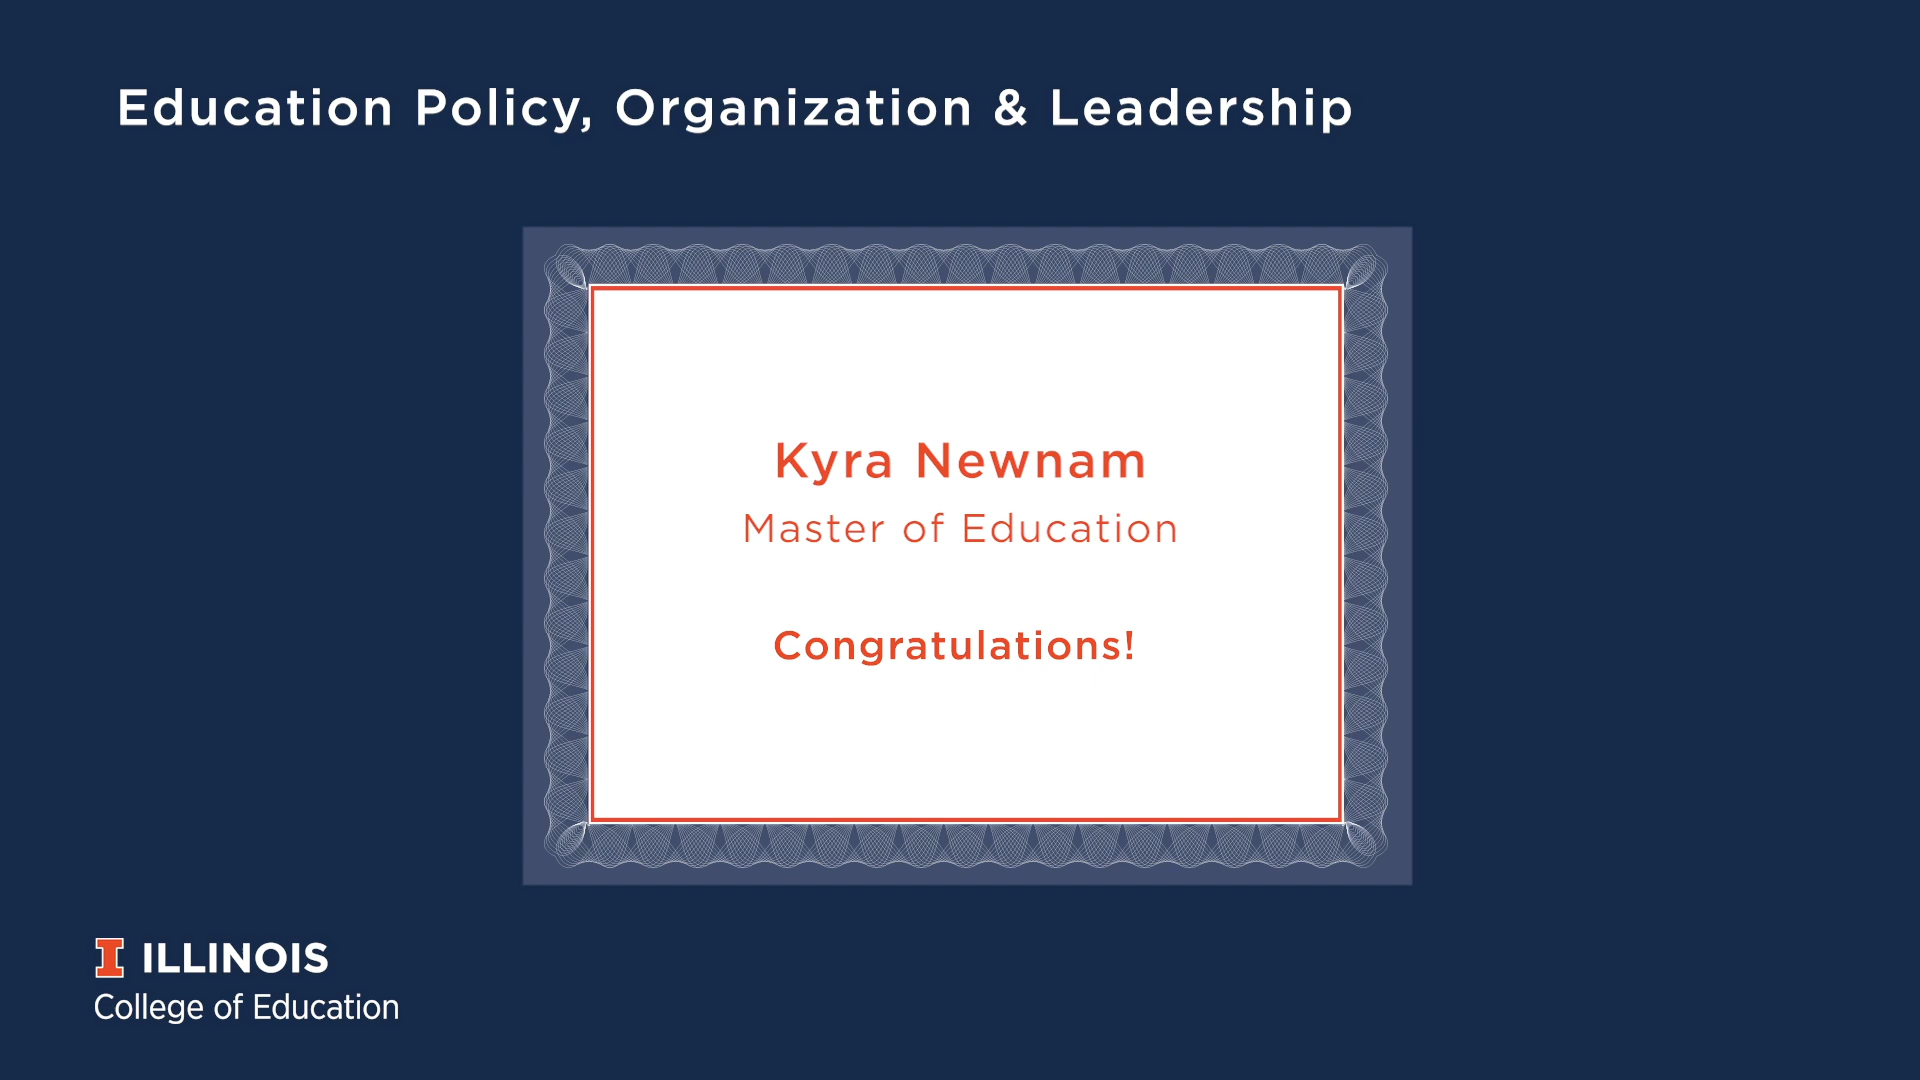 Education Policy, Organization & Leadership
Kyra Newnam
Master of Education
Congratulations!
ILLINOIS
College of Education